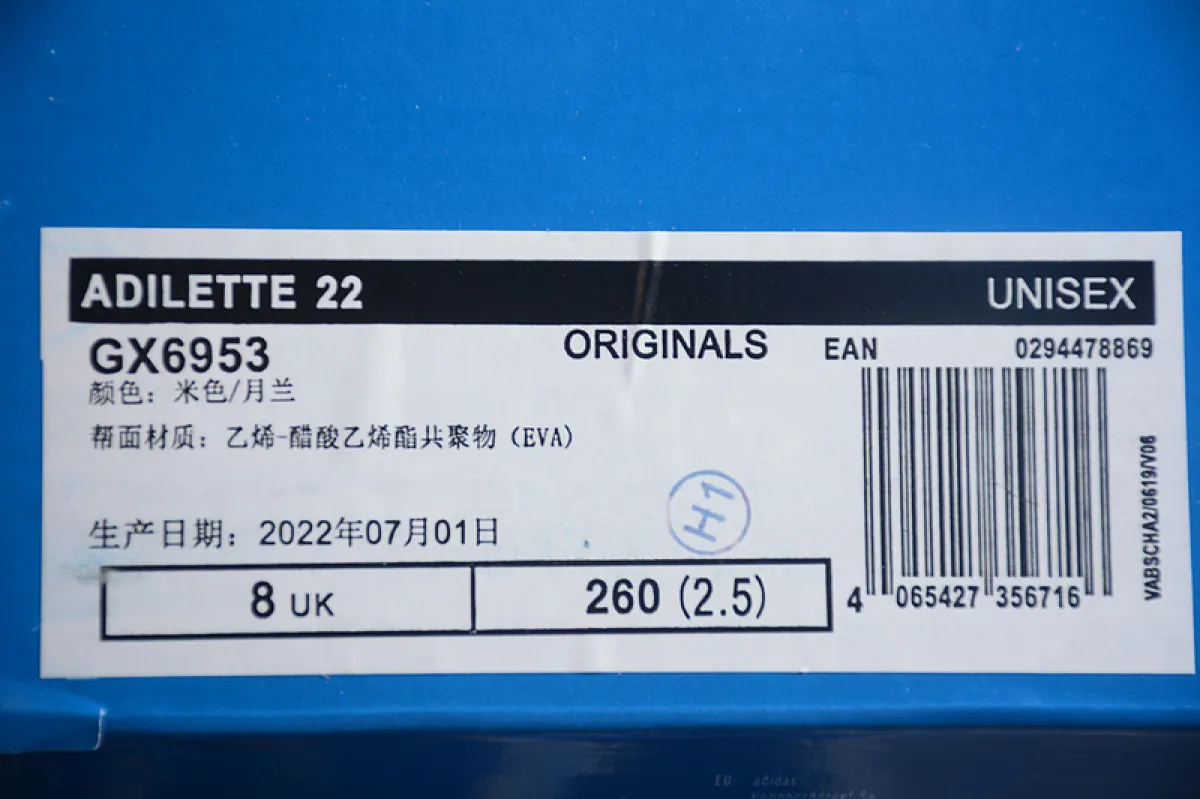 ADILETTE 22 UNISEX
GX6953 ORIGINALS EAN 0294478869
颜色：米色/月兰
帮面材质：乙烯-醋酸乙烯酯共聚物（EVA）
H1
生产日期：2022年07月01日
8 UK 260 (2.5)
4 065427 356716
VABSCHA2/0619/V06
EU: adidas